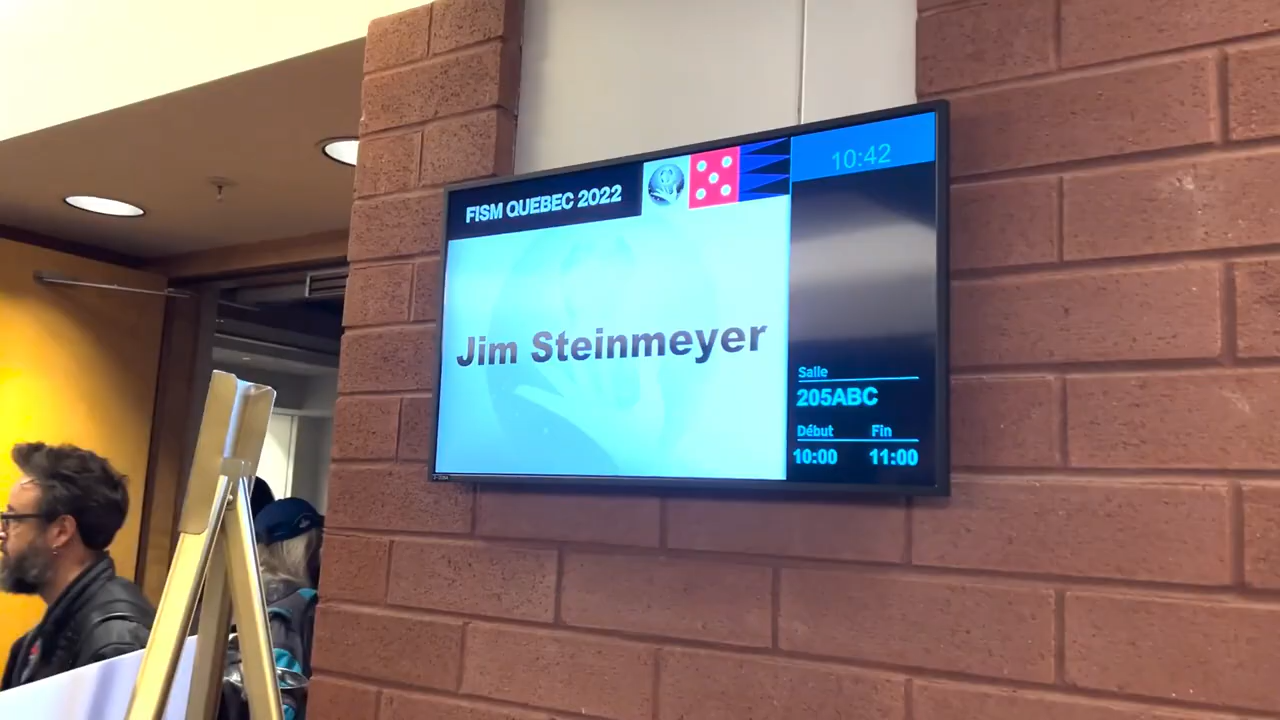 FISM QUEBEC 2022
10:42
Jim Steinmeyer
Salle
205ABC
Début Fin
10:00 11:00